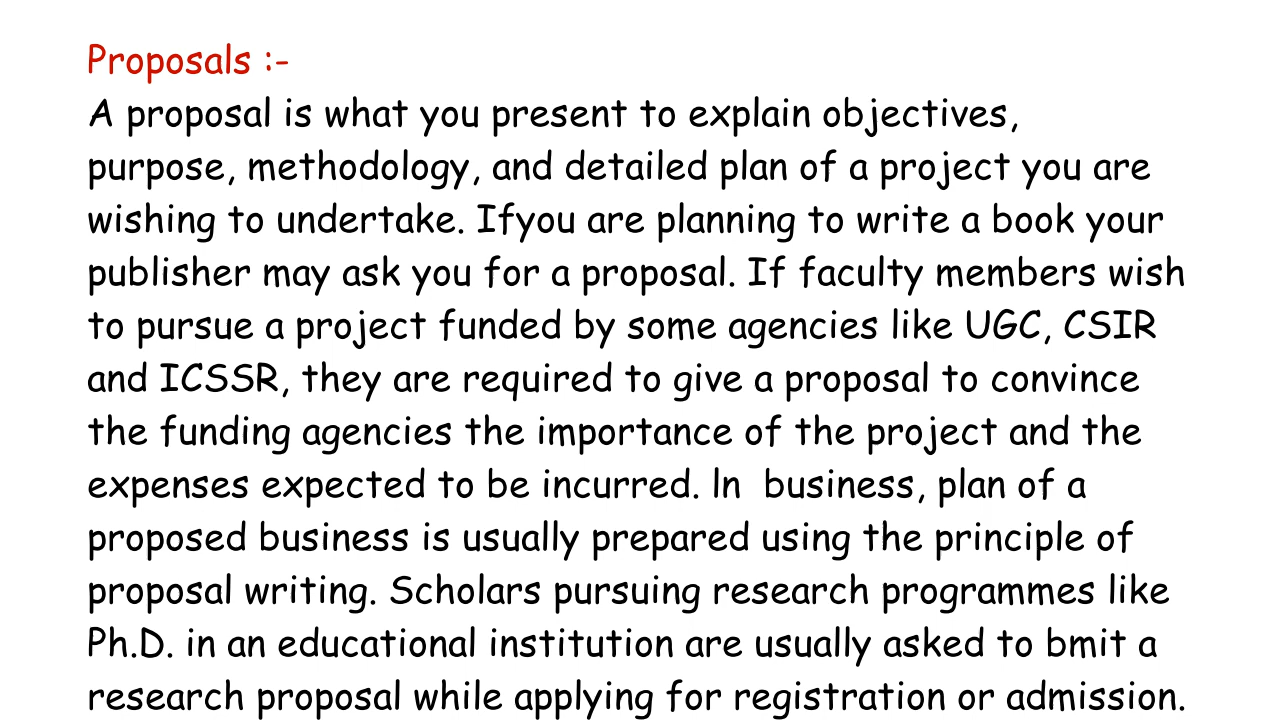 Proposals :-
A proposal is what you present to explain objectives,
purpose, methodology, and detailed plan of a project you are
wishing to undertake. Ifyou are planning to write a book your
publisher may ask you for a proposal. If faculty members wish
to pursue a project funded by some agencies like UGC, CSIR
and ICSSR, they are required to give a proposal to convince
the funding agencies the importance of the project and the
expenses expected to be incurred. ln  business, plan of a
proposed business is usually prepared using the principle of
proposal writing. Scholars pursuing research programmes like
Ph.D. in an educational institution are usually asked to bmit a
research proposal while applying for registration or admission.